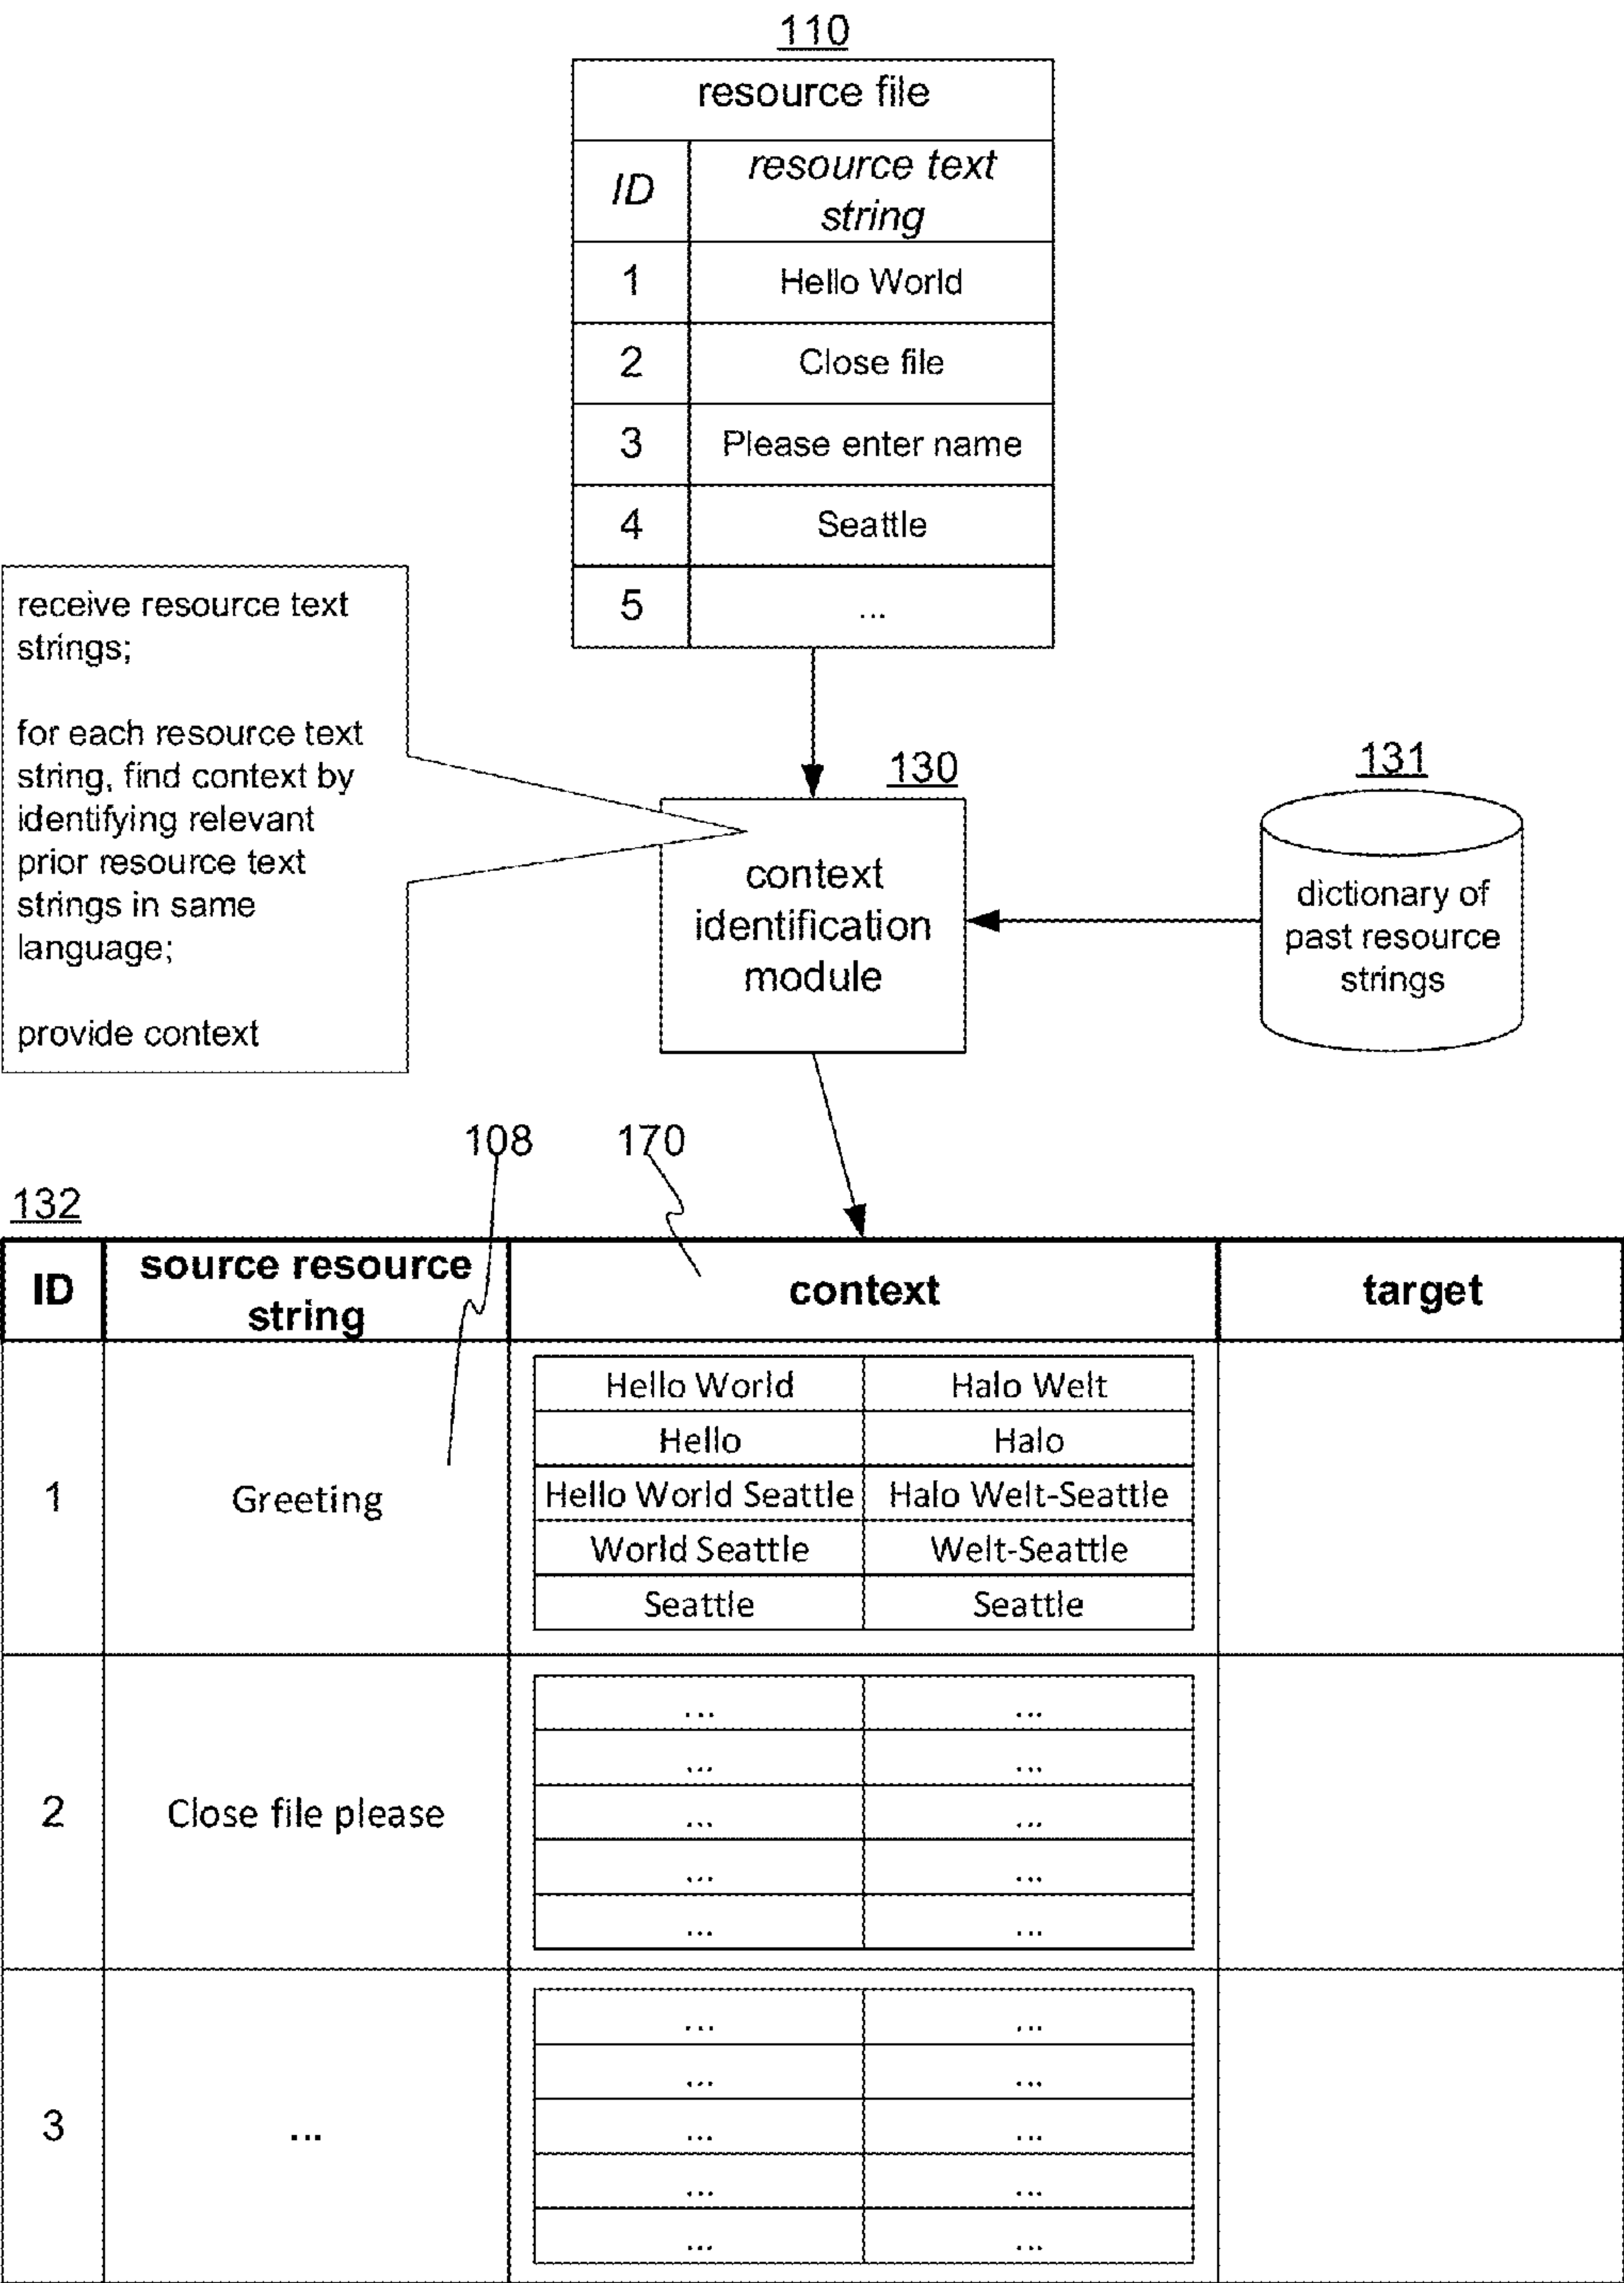 110
resource file
ID
resource text
string
1
Hello World
2
Close file
3
Please enter name
4
Seattle
5
...
receive resource text
strings;
for each resource text
string, find context by
identifying relevant
prior resource text
strings in same
language;
provide context
130
context
identification
module
131
dictionary of
past resource
strings
108
170
132
ID
source resource
string
context
target
1
Greeting
Hello World
Halo Welt
Hello
Halo
Hello World Seattle
Halo Welt-Seattle
World Seattle
Welt-Seattle
Seattle
Seattle
2
Close file please
...
...
...
...
...
...
...
...
...
...
3
...
...
...
...
...
...
...
...
...
...
...